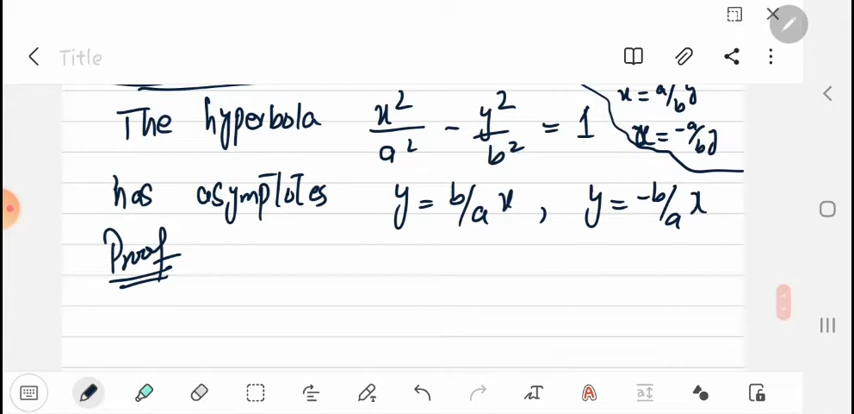 Title
x = a/b y
The hyperbola x²/a² - y²/b² = 1
x = -a/b y
has asymptotes y = b/a x , y = -b/a x
Proof